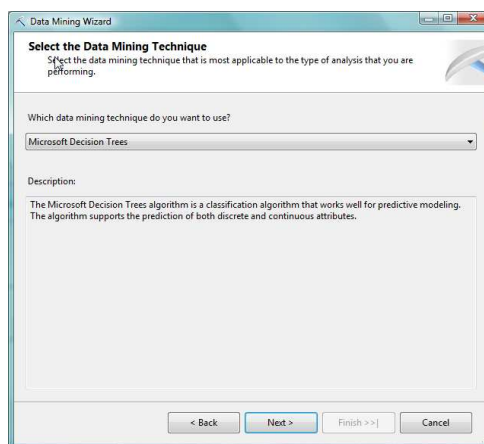 Data Mining Wizard
Select the Data Mining Technique
Select the data mining technique that is most applicable to the type of analysis that you are
performing.
Which data mining technique do you want to use?
Microsoft Decision Trees
Description:
The Microsoft Decision Trees algorithm is a classification algorithm that works well for predictive modeling.
The algorithm supports the prediction of both discrete and continuous attributes.
< Back
Next >
Finish >>|
Cancel